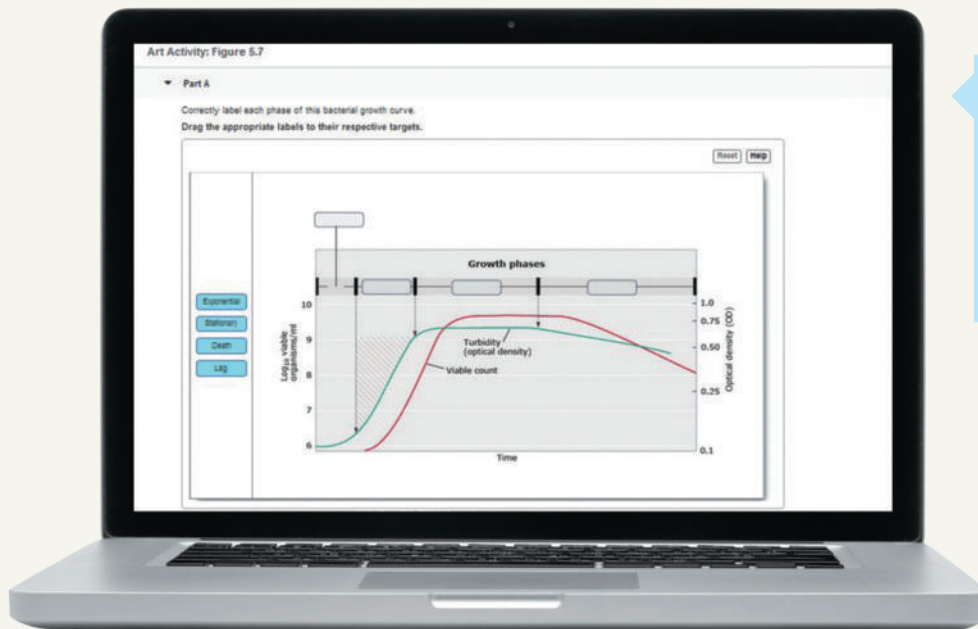 Art Activity: Figure 5.7
Part A
Correctly label each phase of this bacterial growth curve.
Drag the appropriate labels to their respective targets.
Reset
Help
Growth phases
Exponential
Stationary
Death
Lag
Log₁₀ viable
organisms/ml
10
9
8
7
6
Turbidity
(optical density)
Viable count
Time
1.0
0.75
0.50
0.25
0.1
Optical density (OD)